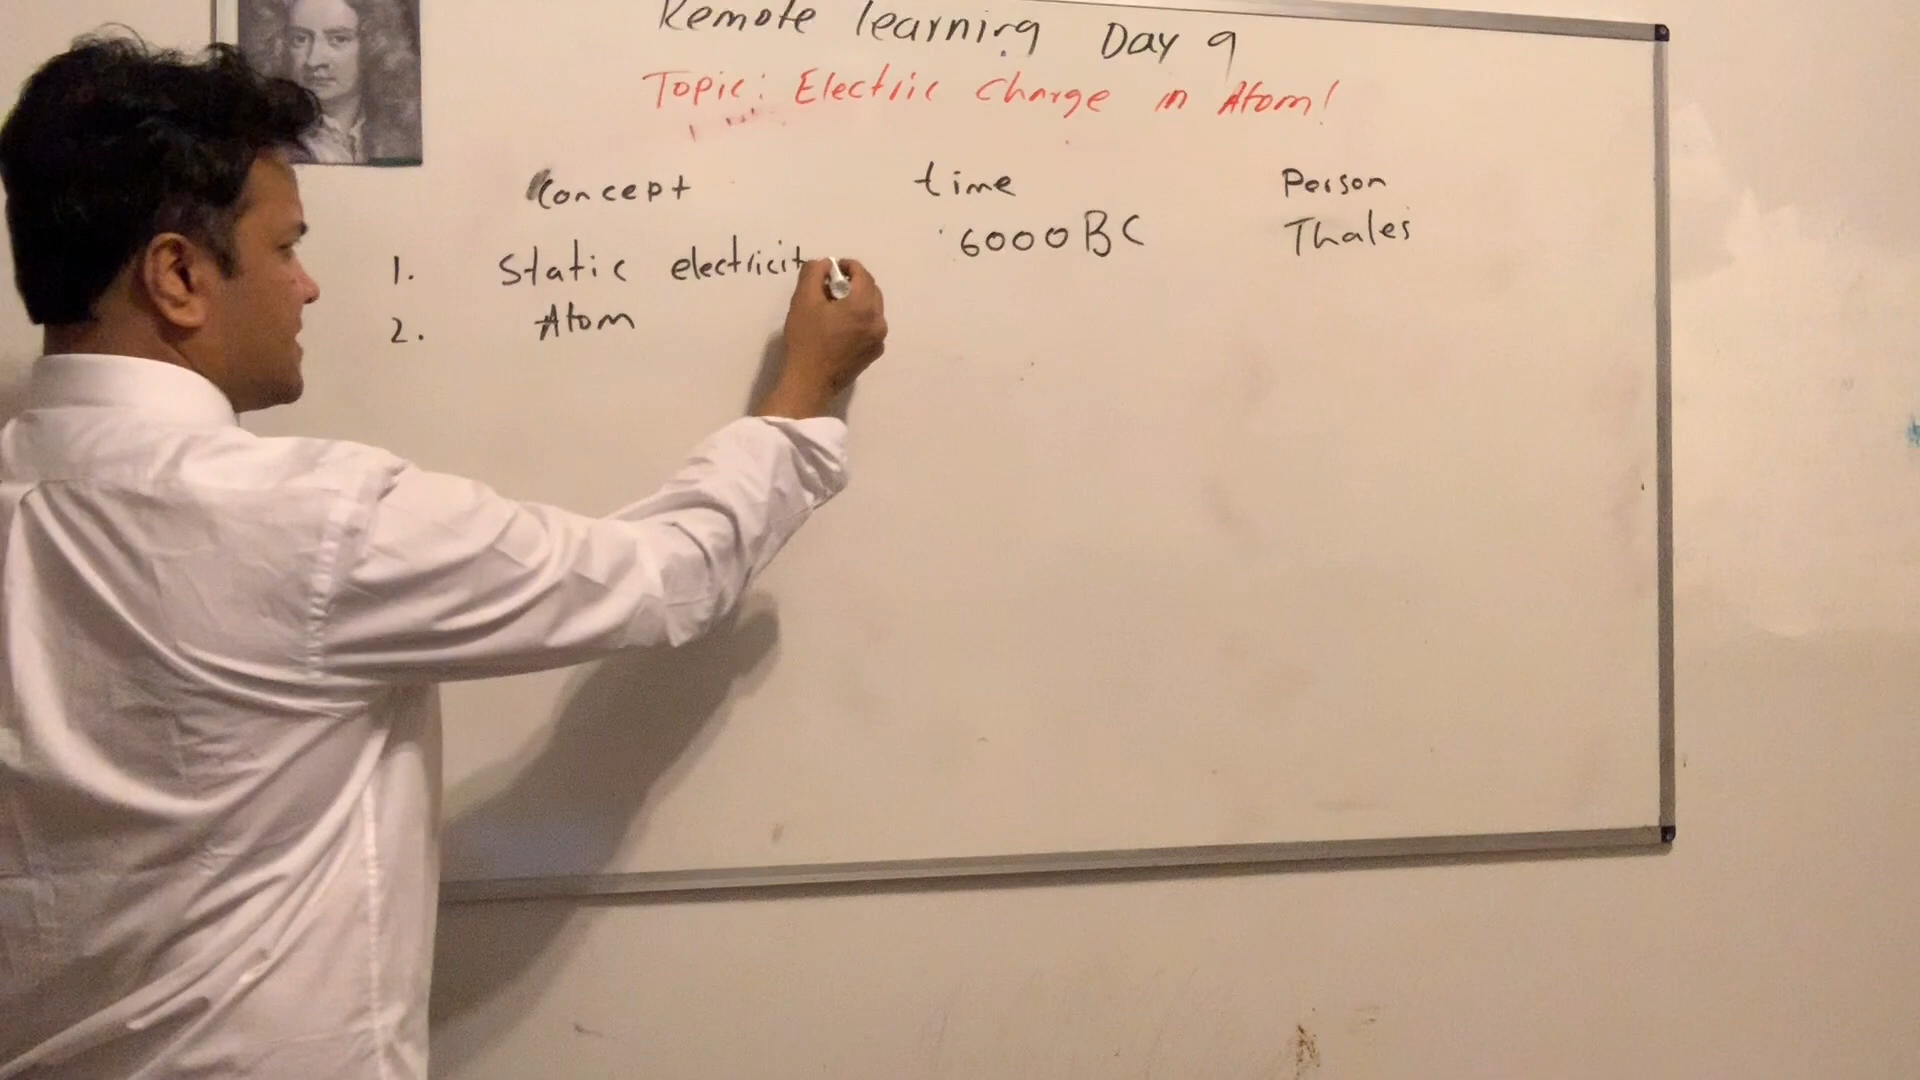 Remote learning Day 9
Topic: Electric Charge in Atom!
Concept time Person
1. Static electricity 6000 BC Thales
2. Atom